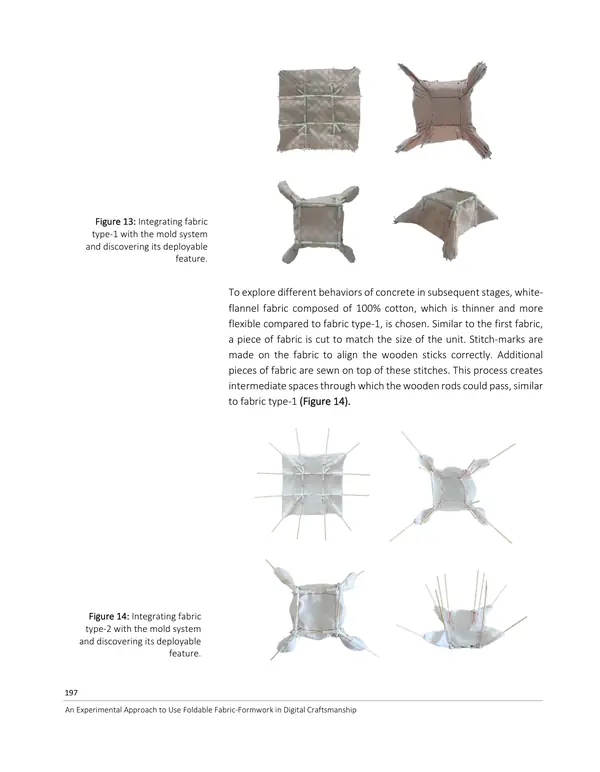 Figure 13: Integrating fabric
type-1 with the mold system
and discovering its deployable
feature.
To explore different behaviors of concrete in subsequent stages, white-
flannel fabric composed of 100% cotton, which is thinner and more
flexible compared to fabric type-1, is chosen. Similar to the first fabric,
a piece of fabric is cut to match the size of the unit. Stitch-marks are
made on the fabric to align the wooden sticks correctly. Additional
pieces of fabric are sewn on top of these stitches. This process creates
intermediate spaces through which the wooden rods could pass, similar
to fabric type-1 (Figure 14).
Figure 14: Integrating fabric
type-2 with the mold system
and discovering its deployable
feature.
197
An Experimental Approach to Use Foldable Fabric-Formwork in Digital Craftsmanship